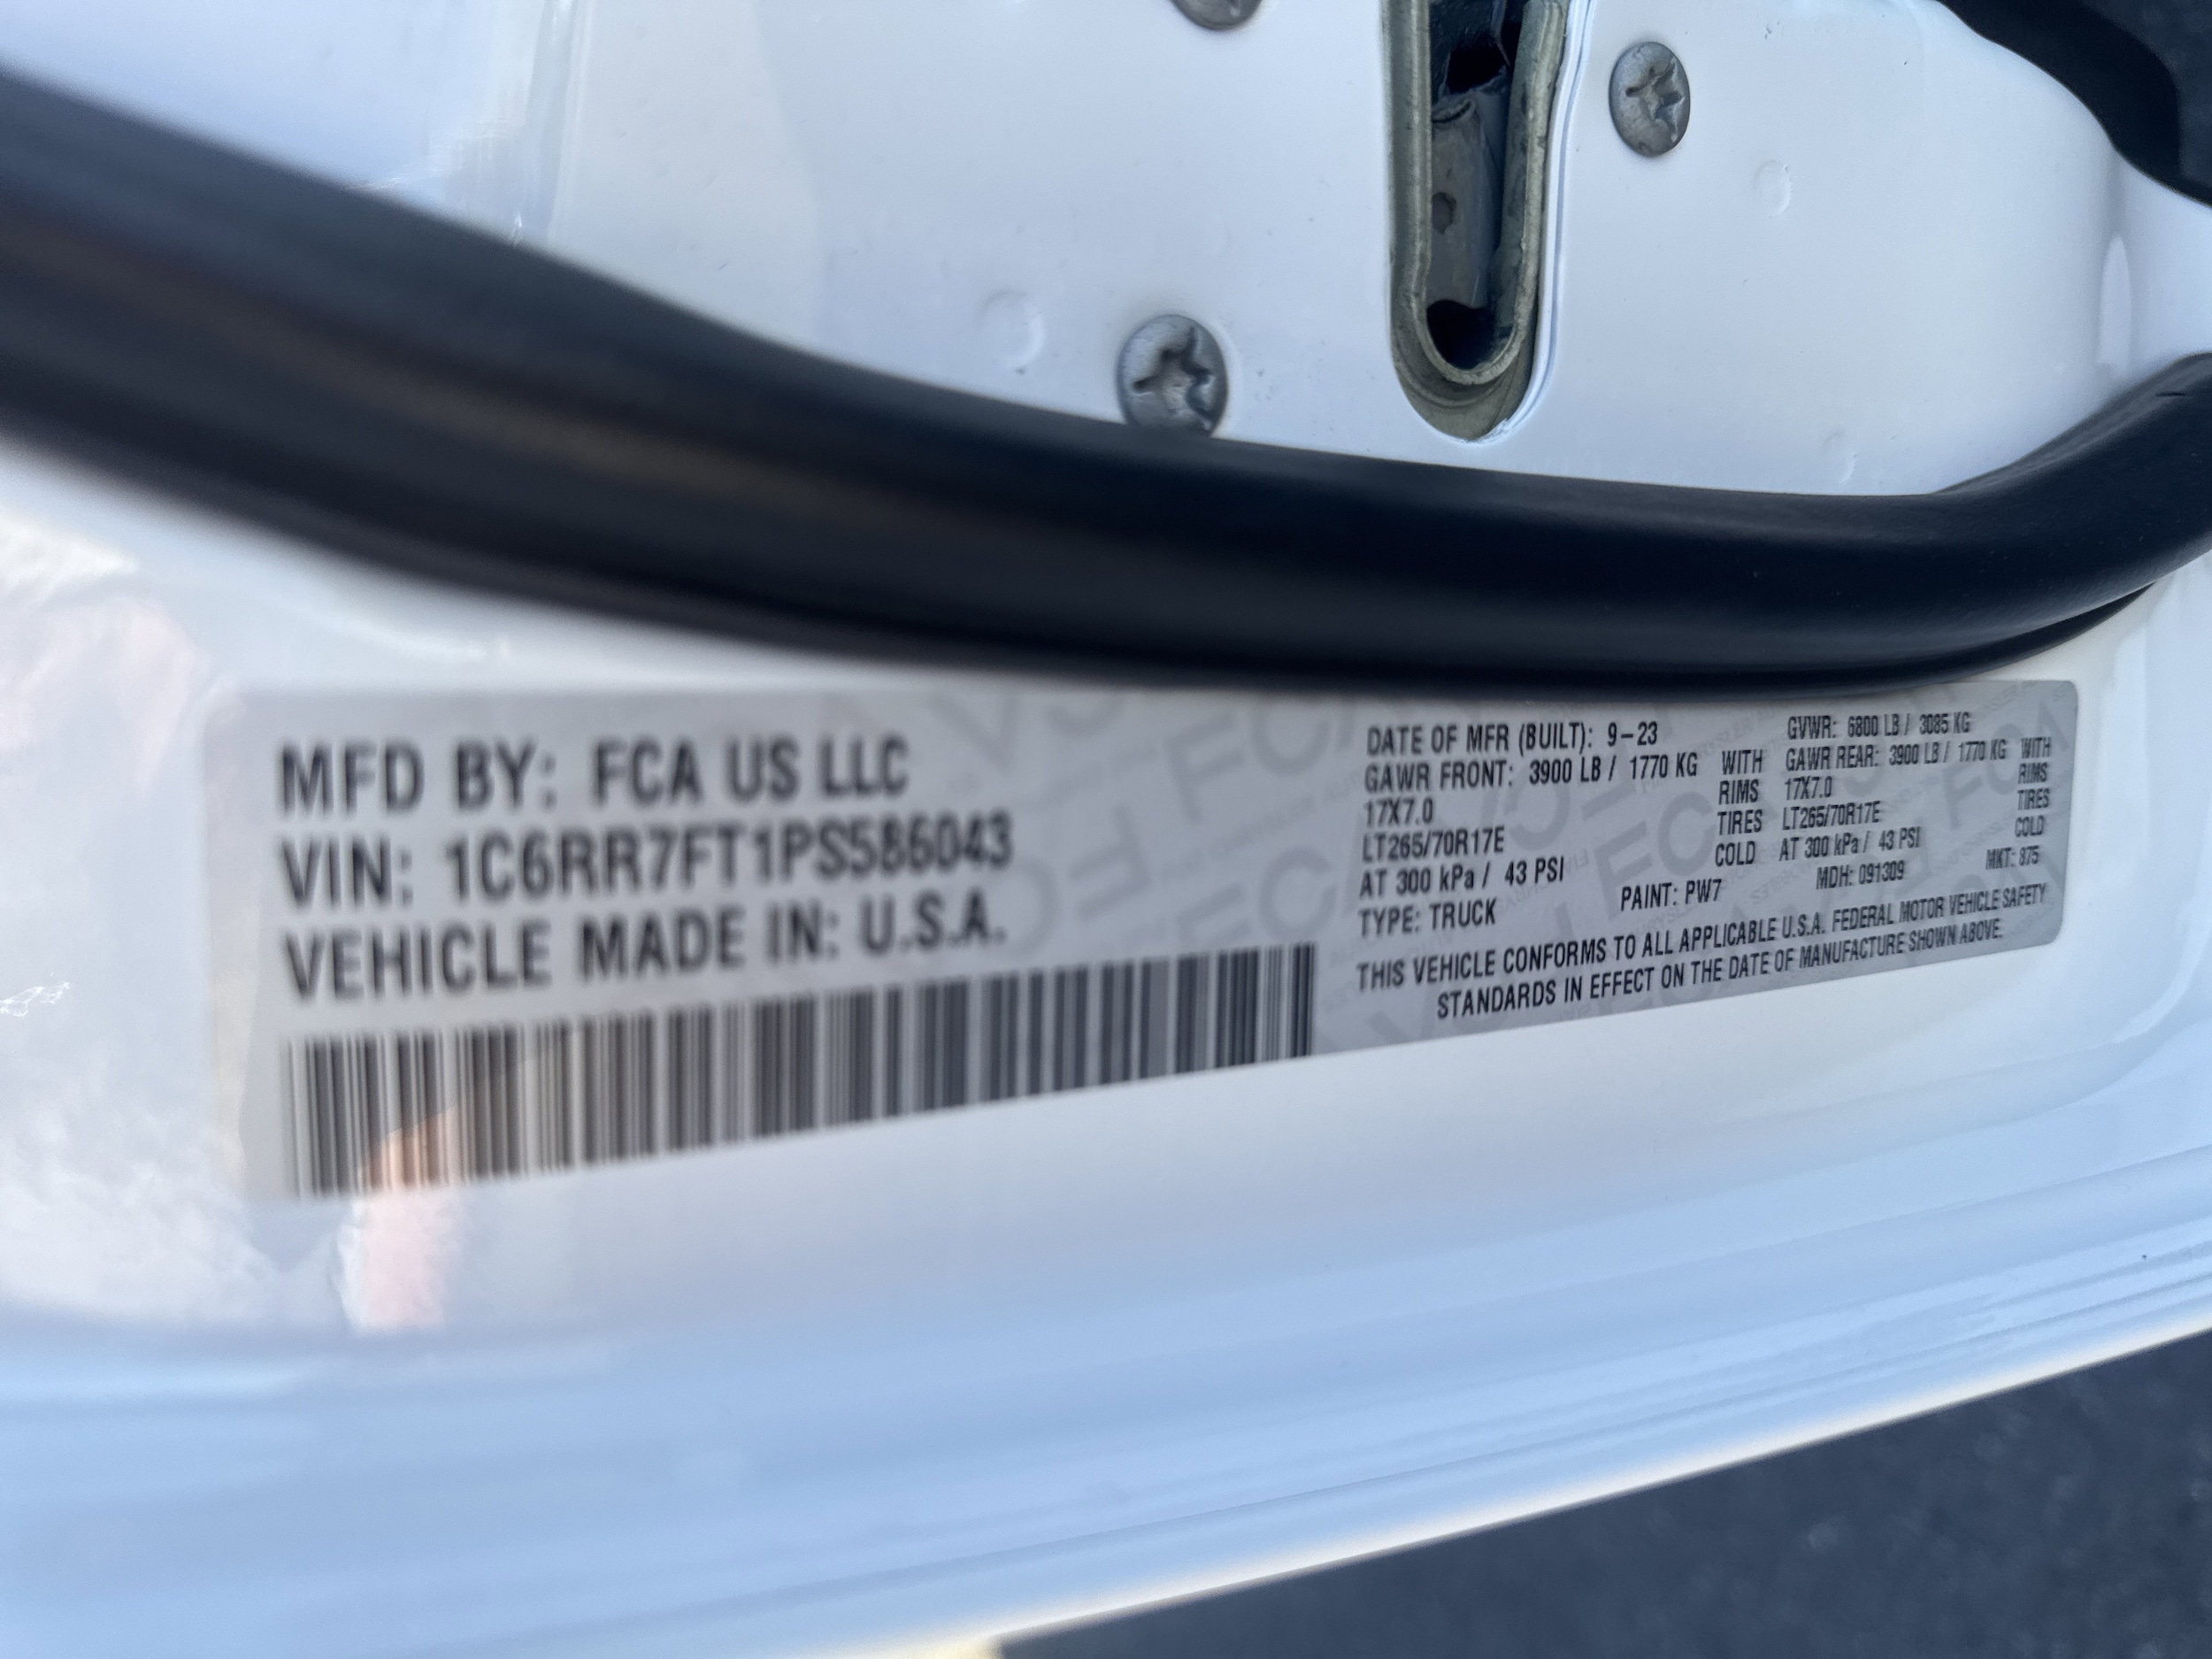 MFD BY: FCA US LLC
VIN: 1C6RR7FT1PS586043
VEHICLE MADE IN: U.S.A.
DATE OF MFR (BUILT): 9-23 GVWR: 6800 LB / 3085 KG
GAWR FRONT: 3900 LB / 1770 KG WITH GAWR REAR: 3900 LB / 1770 KG WITH
17X7.0 RIMS 17X7.0 RIMS
LT265/70R17E TIRES LT265/70R17E TIRES
AT 300 kPa / 43 PSI COLD AT 300 kPa / 43 PSI COLD
TYPE: TRUCK PAINT: PW7 MDH: 091309 MKT: 875
THIS VEHICLE CONFORMS TO ALL APPLICABLE U.S.A. FEDERAL MOTOR VEHICLE SAFETY
STANDARDS IN EFFECT ON THE DATE OF MANUFACTURE SHOWN ABOVE.